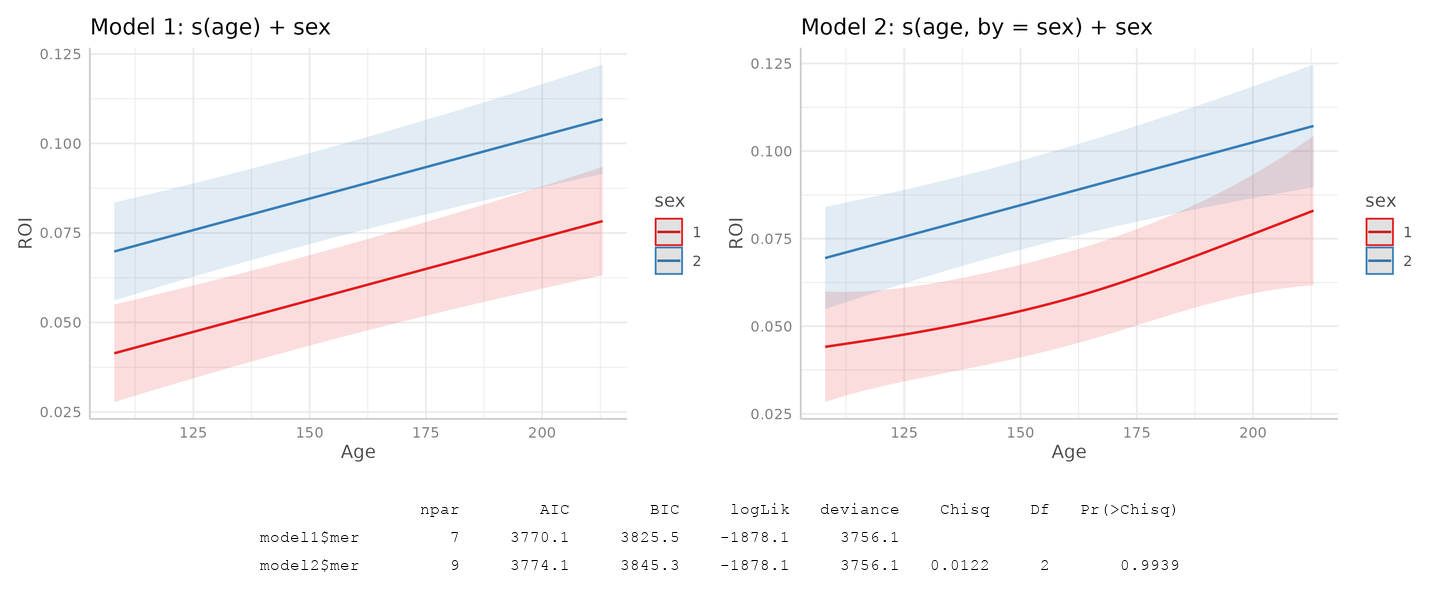 Model 1: s(age) + sex
0.125
0.100
0.075
0.050
0.025
ROI
125 150 175 200
Age
sex
1
2
Model 2: s(age, by = sex) + sex
0.125
0.100
0.075
0.050
0.025
ROI
125 150 175 200
Age
sex
1
2
npar AIC BIC logLik deviance Chisq Df Pr(>Chisq)
model1$mer 7 3770.1 3825.5 -1878.1 3756.1
model2$mer 9 3774.1 3845.3 -1878.1 3756.1 0.0122 2 0.9939